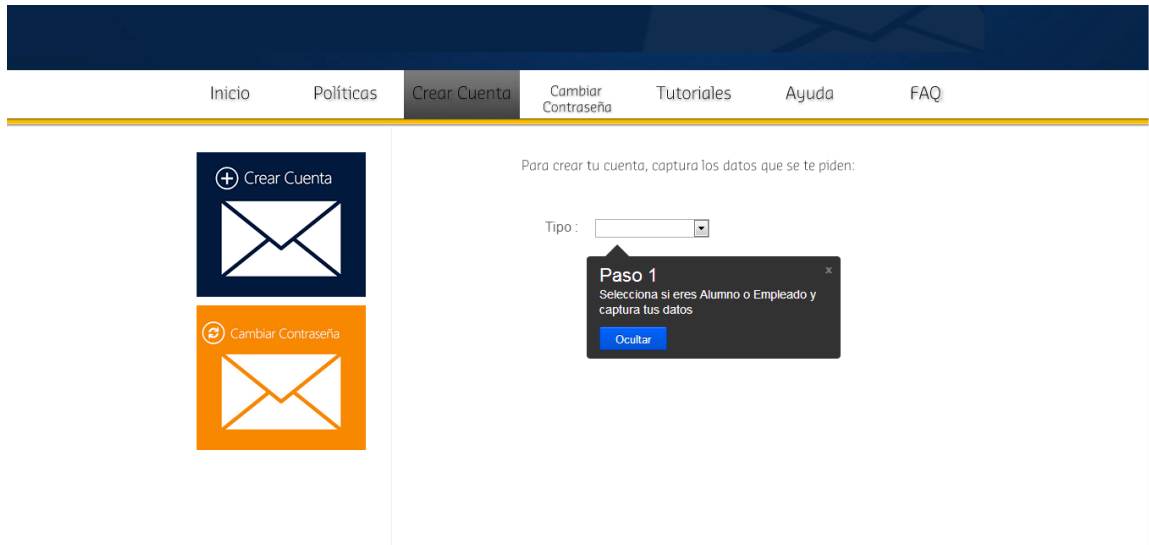 Inicio
Políticas
Crear Cuenta
Cambiar
Contraseña
Tutoriales
Ayuda
FAQ
Crear Cuenta
Cambiar Contraseña
Para crear tu cuenta, captura los datos que se te piden:
Tipo :
Paso 1
x
Selecciona si eres Alumno o Empleado y
captura tus datos
Ocultar